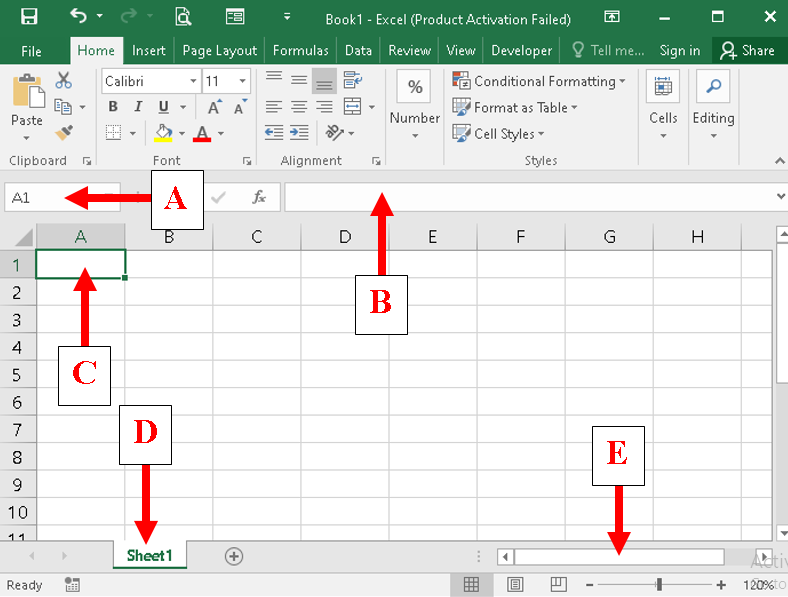 Book1 - Excel (Product Activation Failed)
File Home Insert Page Layout Formulas Data Review View Developer Tell me... Sign in Share
Calibri 11
Conditional Formatting
%
Paste
B I U A A
Number
Format as Table
Cells Editing
A
Cell Styles
Clipboard Font Alignment Styles
A1 A fx
A B C D E F G H
1
2
B
3
4
C
5
6
7
D
E
8
9
10
11
Sheet1
Ready 120%